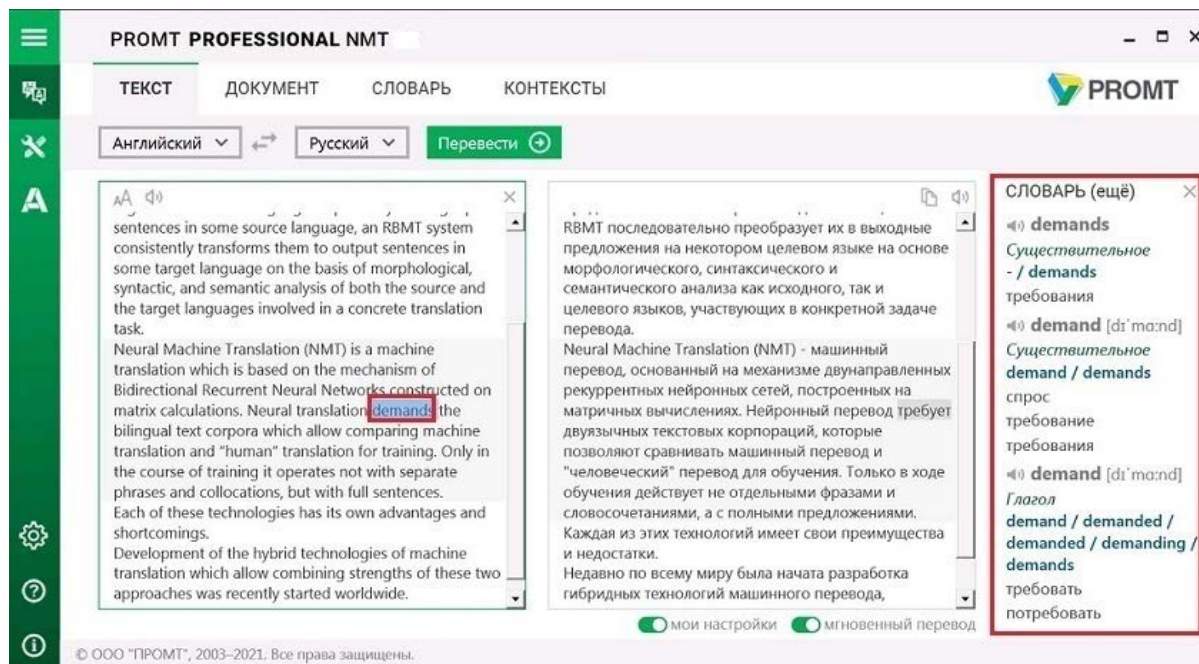 PROMT PROFESSIONAL NMT
ТЕКСТ ДОКУМЕНТ СЛОВАРЬ КОНТЕКСТЫ
PROMT
Английский Русский Перевести
sentences in some source language, an RBMT system
consistently transforms them to output sentences in
some target language on the basis of morphological,
syntactic, and semantic analysis of both the source and
the target languages involved in a concrete translation
task.
Neural Machine Translation (NMT) is a machine
translation which is based on the mechanism of
Bidirectional Recurrent Neural Networks constructed on
matrix calculations. Neural translation demands the
bilingual text corpora which allow comparing machine
translation and "human" translation for training. Only in
the course of training it operates not with separate
phrases and collocations, but with full sentences.
Each of these technologies has its own advantages and
shortcomings.
Development of the hybrid technologies of machine
translation which allow combining strengths of these two
approaches was recently started worldwide.
RBMT последовательно преобразует их в выходные
предложения на некотором целевом языке на основе
морфологического, синтаксического и
семантического анализа как исходного, так и
целевого языков, участвующих в конкретной задаче
перевода.
Neural Machine Translation (NMT) - машинный
перевод, основанный на механизме двунаправленных
рекуррентных нейронных сетей, построенных на
матричных вычислениях. Нейронный перевод требует
двуязычных текстовых корпораций, которые
позволяют сравнивать машинный перевод и
"человеческий" перевод для обучения. Только в ходе
обучения действует не отдельными фразами и
словосочетаниями, а с полными предложениями.
Каждая из этих технологий имеет свои преимущества
и недостатки.
Недавно по всему миру была начата разработка
гибридных технологий машинного перевода,
СЛОВАРЬ (ещё)
demands
Существительное
- / demands
требования
demand [dɪˈmɑːnd]
Существительное
demand / demands
спрос
требование
требования
demand [dɪˈmɑːnd]
Глагол
demand / demanded /
demanded / demanding /
demands
требовать
потребовать
мои настройки мгновенный перевод
© ООО "ПРОМТ", 2003–2021. Все права защищены.